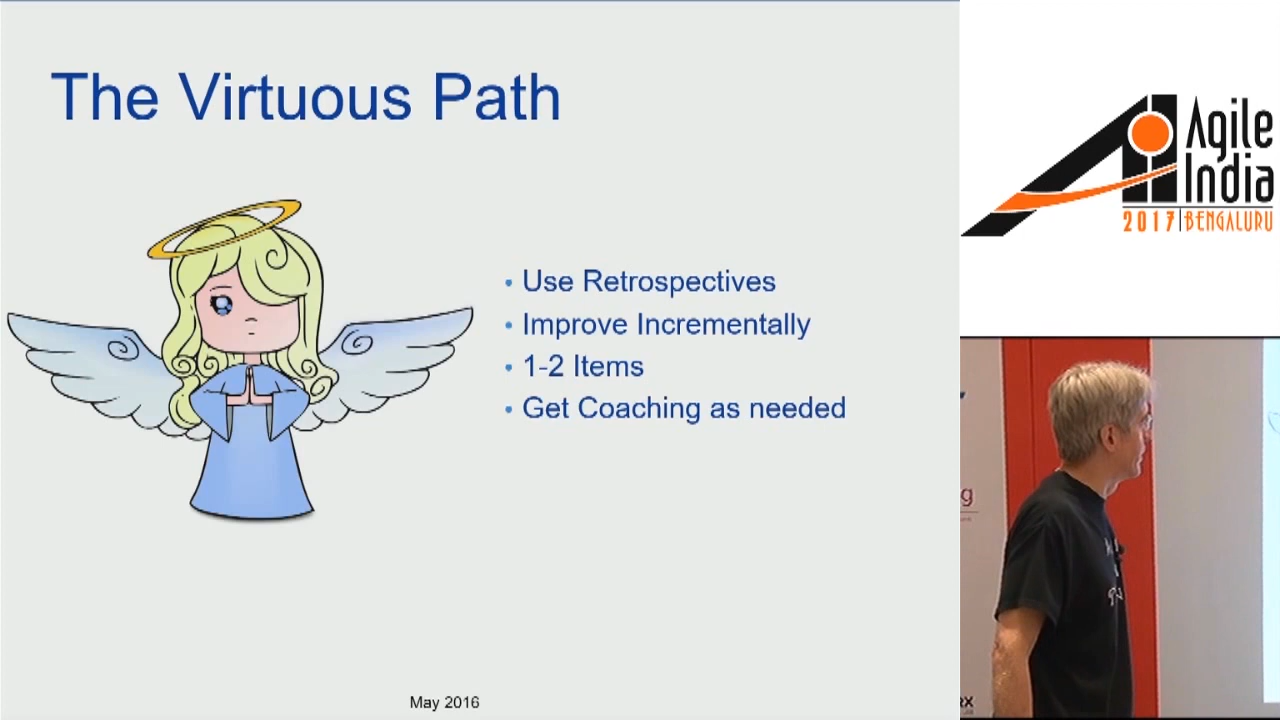 The Virtuous Path
• Use Retrospectives
• Improve Incrementally
• 1-2 Items
• Get Coaching as needed
May 2016
Agile
India
2017 | BENGALURU